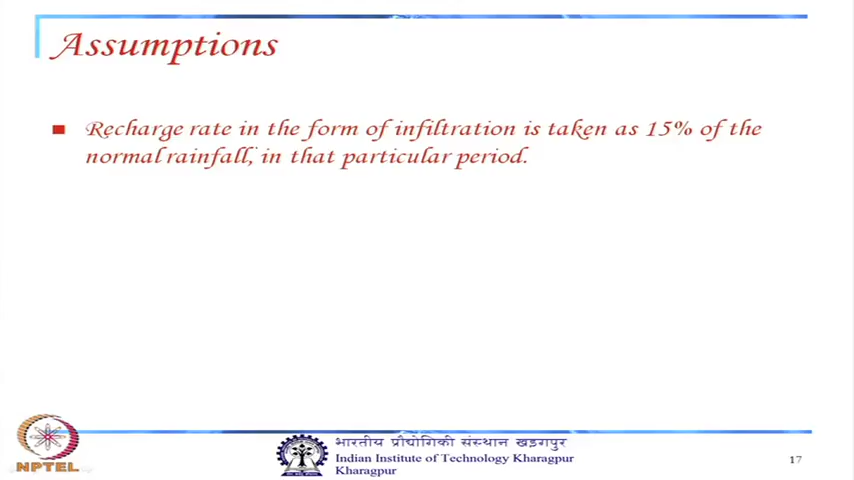 Assumptions
Recharge rate in the form of infiltration is taken as 15% of the
normal rainfall, in that particular period.
NPTEL
भारतीय प्रौद्योगिकी संस्थान खड़गपुर
Indian Institute of Technology Kharagpur
Kharagpur
17